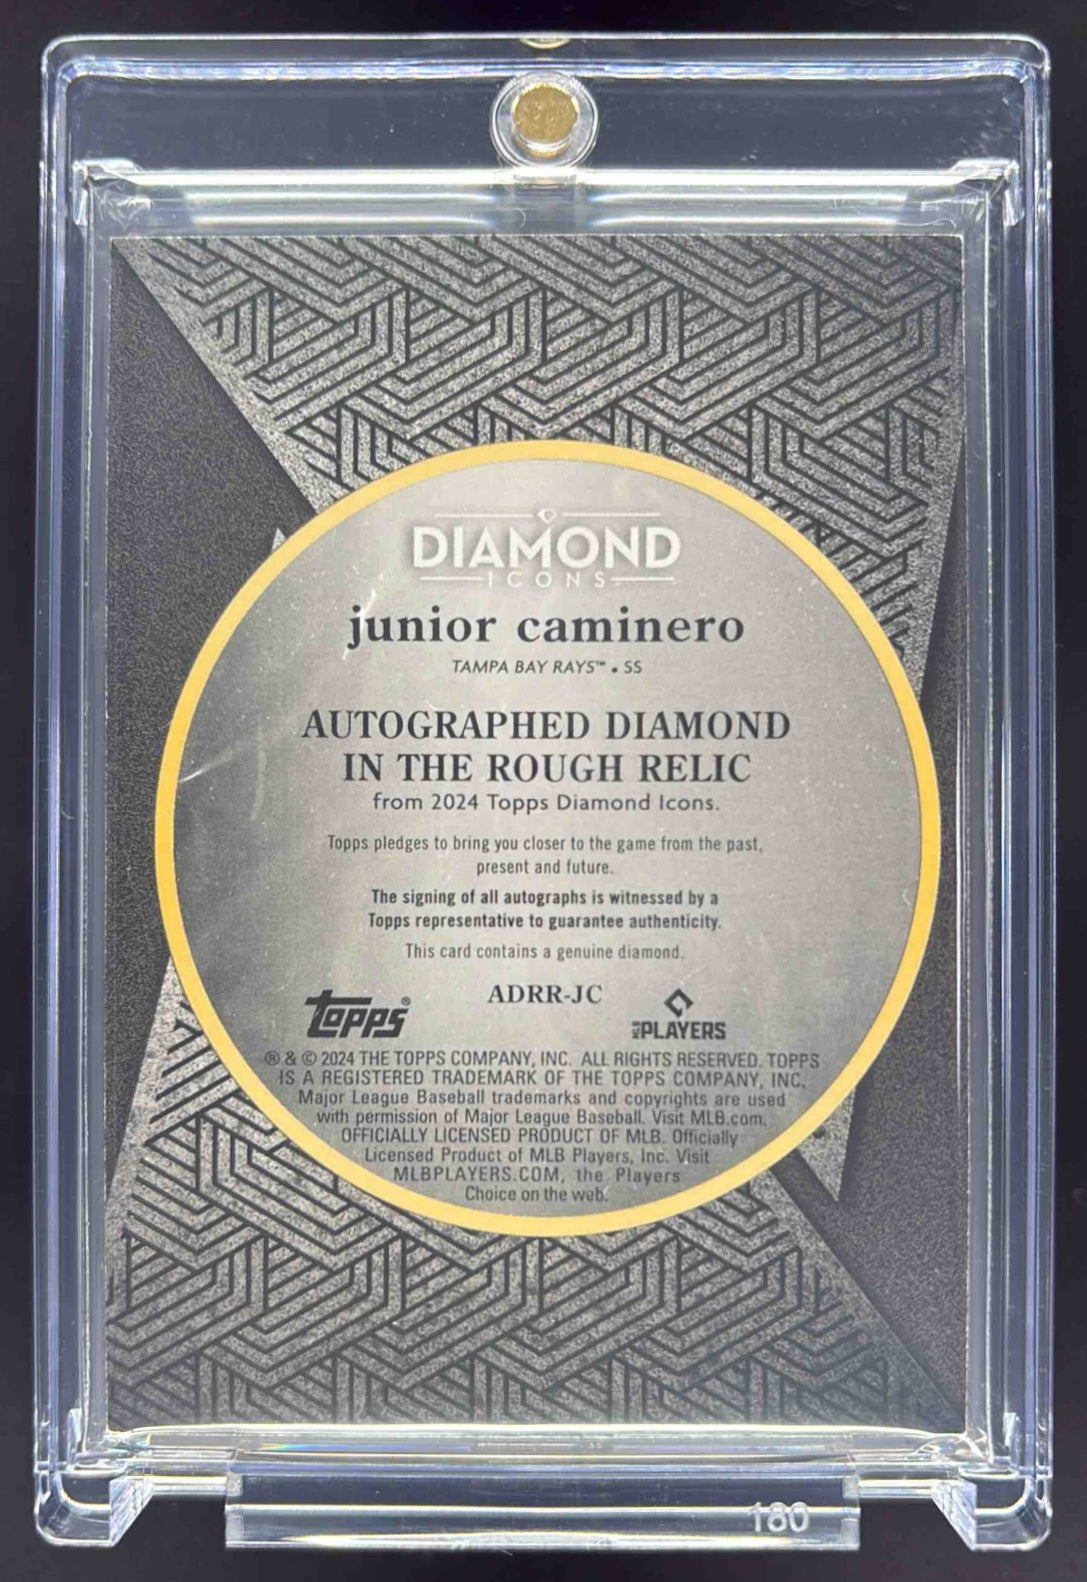 DIAMOND
ICONS
junior caminero
TAMPA BAY RAYS™ • SS
AUTOGRAPHED DIAMOND
IN THE ROUGH RELIC
from 2024 Topps Diamond Icons.
Topps pledges to bring you closer to the game from the past,
present and future.
The signing of all autographs is witnessed by a
Topps representative to guarantee authenticity.
This card contains a genuine diamond.
ADRR-JC
Topps®
MLB PLAYERS
® & © 2024 THE TOPPS COMPANY, INC. ALL RIGHTS RESERVED. TOPPS
IS A REGISTERED TRADEMARK OF THE TOPPS COMPANY, INC.
Major League Baseball trademarks and copyrights are used
with permission of Major League Baseball. Visit MLB.com.
OFFICIALLY LICENSED PRODUCT OF MLB. Officially
Licensed Product of MLB Players, Inc. Visit
MLBPLAYERS.COM, the Players
Choice on the web.
180